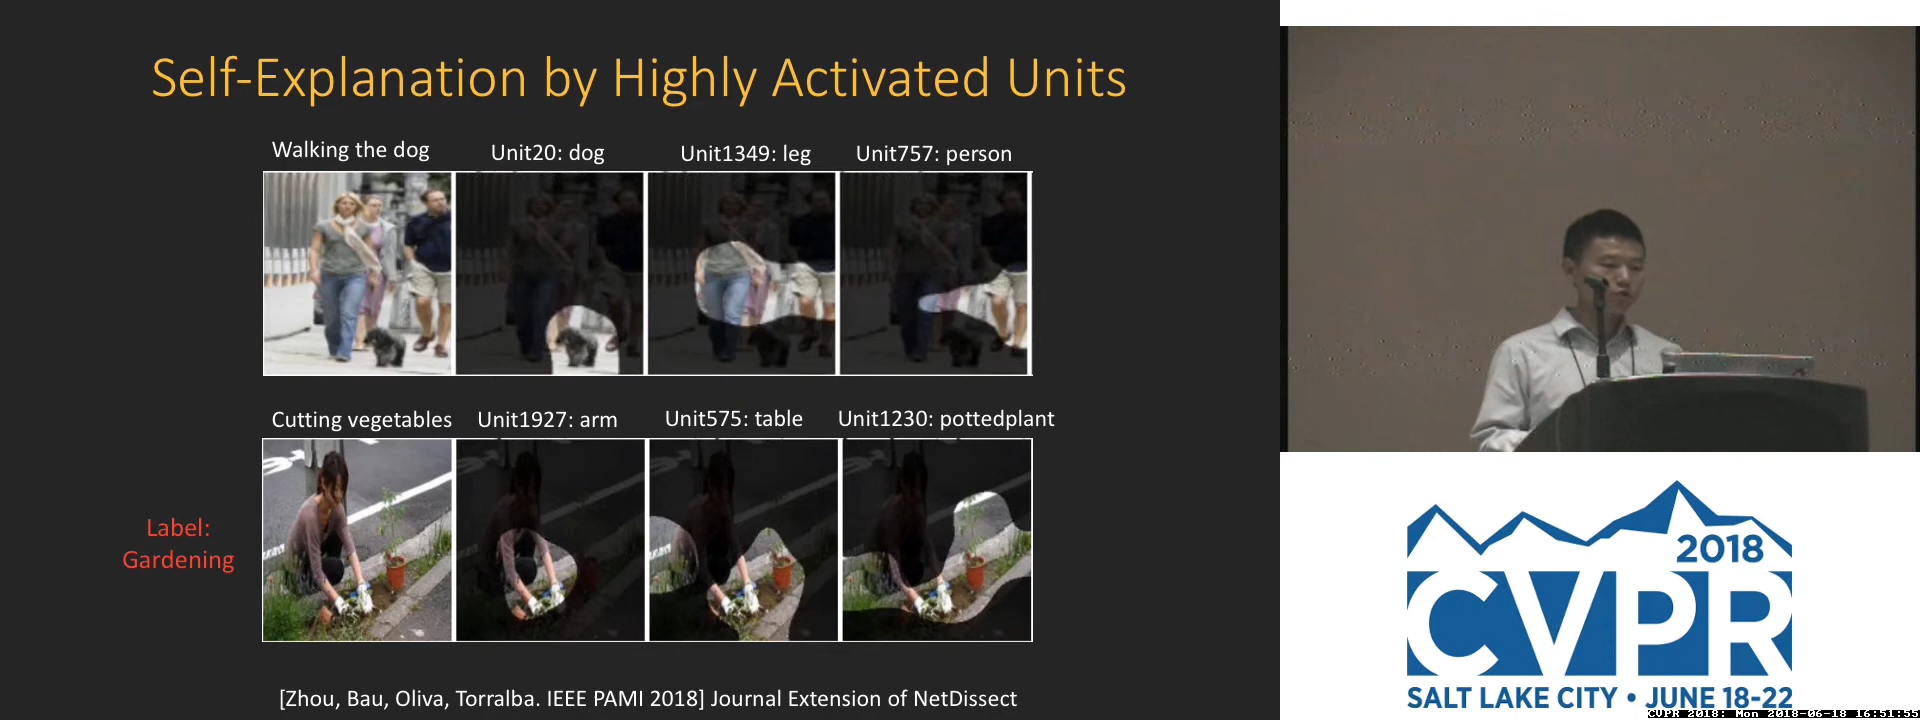 Self-Explanation by Highly Activated Units
Walking the dog
Unit20: dog
Unit1349: leg
Unit757: person
Cutting vegetables
Unit1927: arm
Unit575: table
Unit1230: pottedplant
Label:
Gardening
[Zhou, Bau, Oliva, Torralba. IEEE PAMI 2018] Journal Extension of NetDissect
2018
CVPR
SALT LAKE CITY • JUNE 18-22
CVPR 2018: Mon 2018-06-18 16:51:55